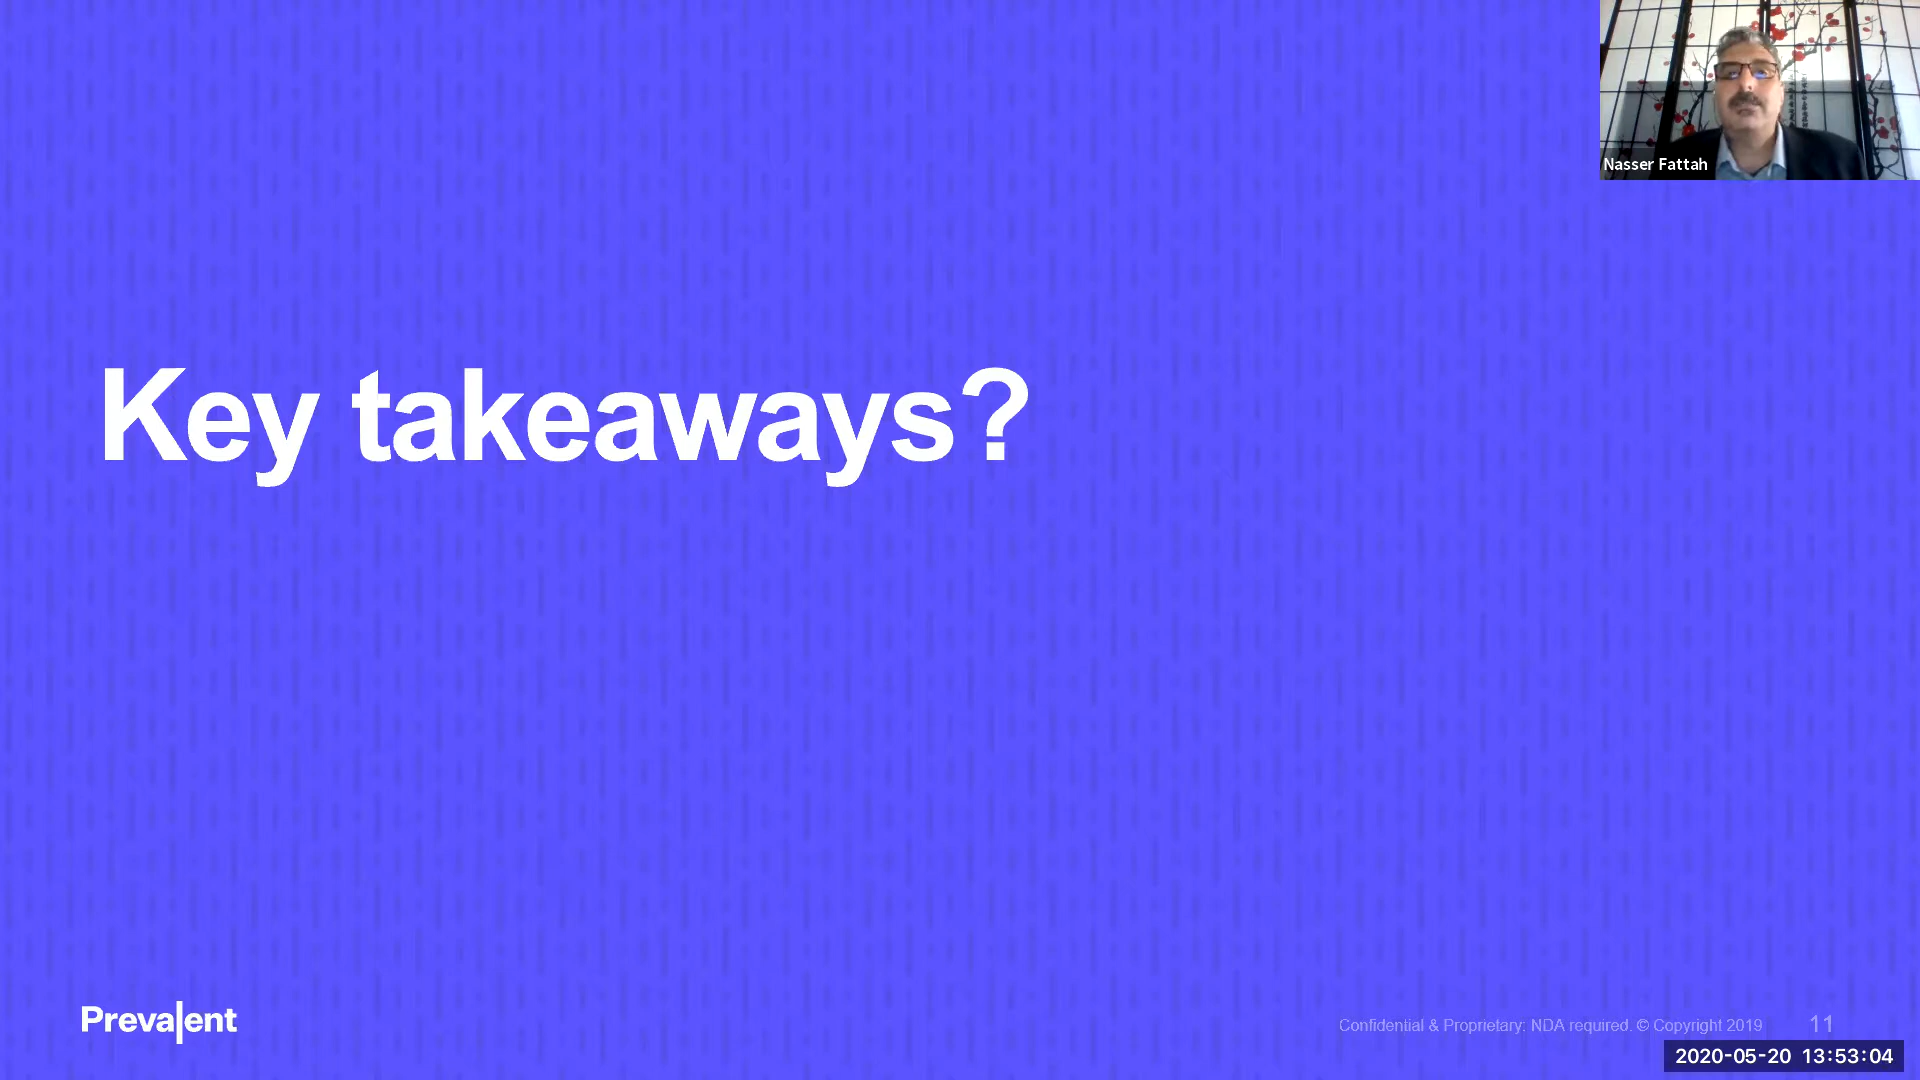 Nasser Fattah
Key takeaways?
Prevalent
Confidential & Proprietary; NDA required. © Copyright 2019 11
2020-05-20 13:53:04